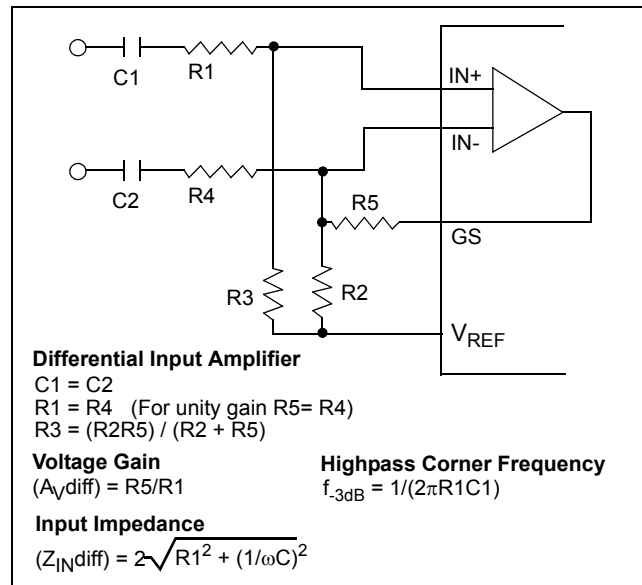 C1
R1
IN+
IN-
C2
R4
R5
GS
R3
R2
VREF
Differential Input Amplifier
C1 = C2
R1 = R4 (For unity gain R5= R4)
R3 = (R2R5) / (R2 + R5)
Voltage Gain
(AVdiff) = R5/R1
Highpass Corner Frequency
f-3dB = 1/(2πR1C1)
Input Impedance
(ZINdiff) = 2√R1² + (1/ωC)²